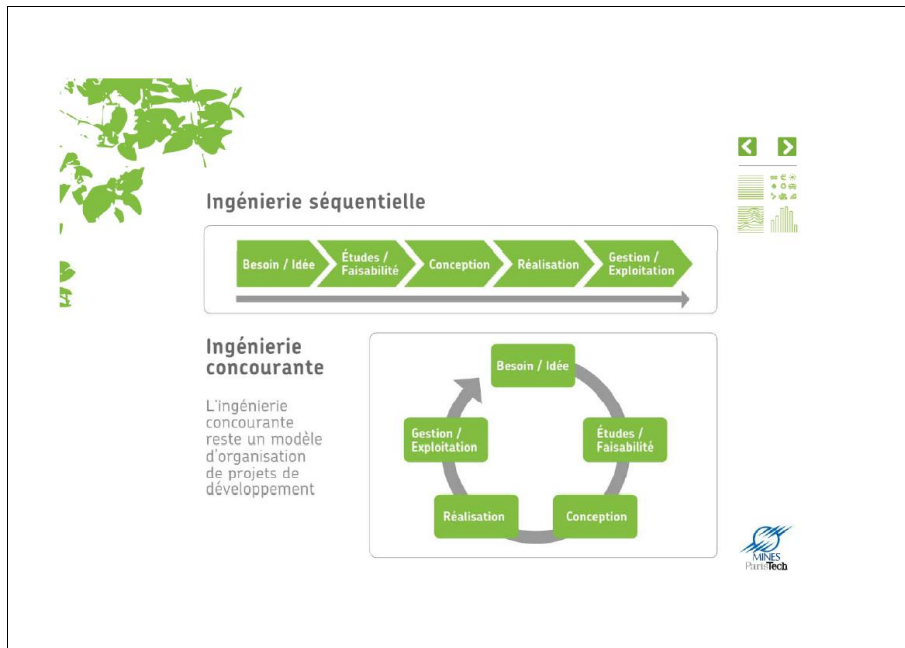 Ingénierie séquentielle
Besoin / Idée
Études /
Faisabilité
Conception
Réalisation
Gestion /
Exploitation
Ingénierie
concourante
L'ingénierie
concourante
reste un modèle
d'organisation
de projets de
développement
Besoin / Idée
Études /
Faisabilité
Conception
Réalisation
Gestion /
Exploitation
MINES
ParisTech